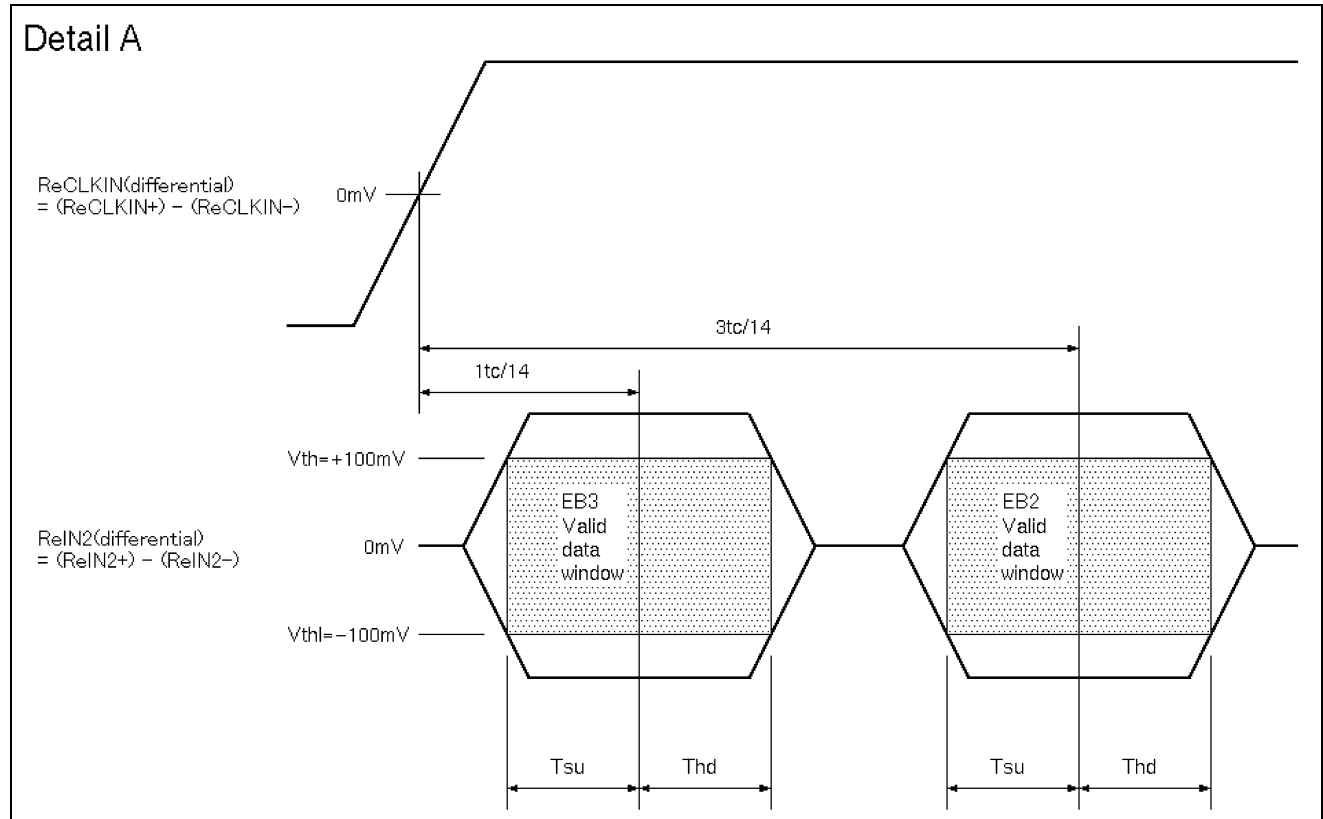 Detail A
ReCLKIN(differential)
= (ReCLKIN+) - (ReCLKIN-)
0mV
3tc/14
1tc/14
Vth=+100mV
EB3
Valid
data
window
EB2
Valid
data
window
ReIN2(differential)
= (ReIN2+) - (ReIN2-)
0mV
Vthl=-100mV
Tsu
Thd
Tsu
Thd